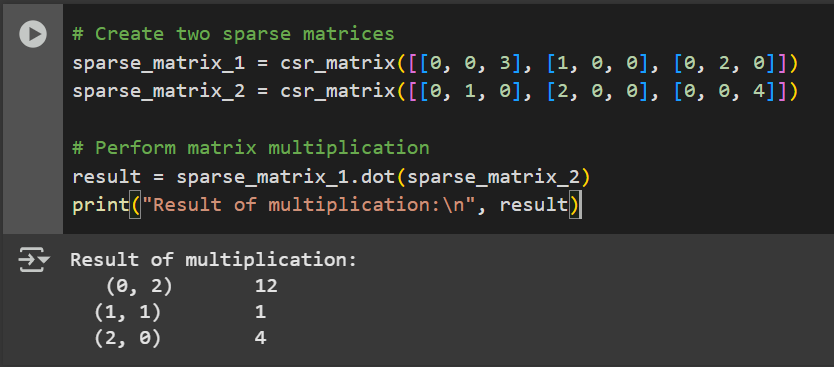 # Create two sparse matrices
sparse_matrix_1 = csr_matrix([[0, 0, 3], [1, 0, 0], [0, 2, 0]])
sparse_matrix_2 = csr_matrix([[0, 1, 0], [2, 0, 0], [0, 0, 4]])

# Perform matrix multiplication
result = sparse_matrix_1.dot(sparse_matrix_2)
print("Result of multiplication:\n", result)
Result of multiplication:
   (0, 2)	12
  (1, 1)	1
  (2, 0)	4